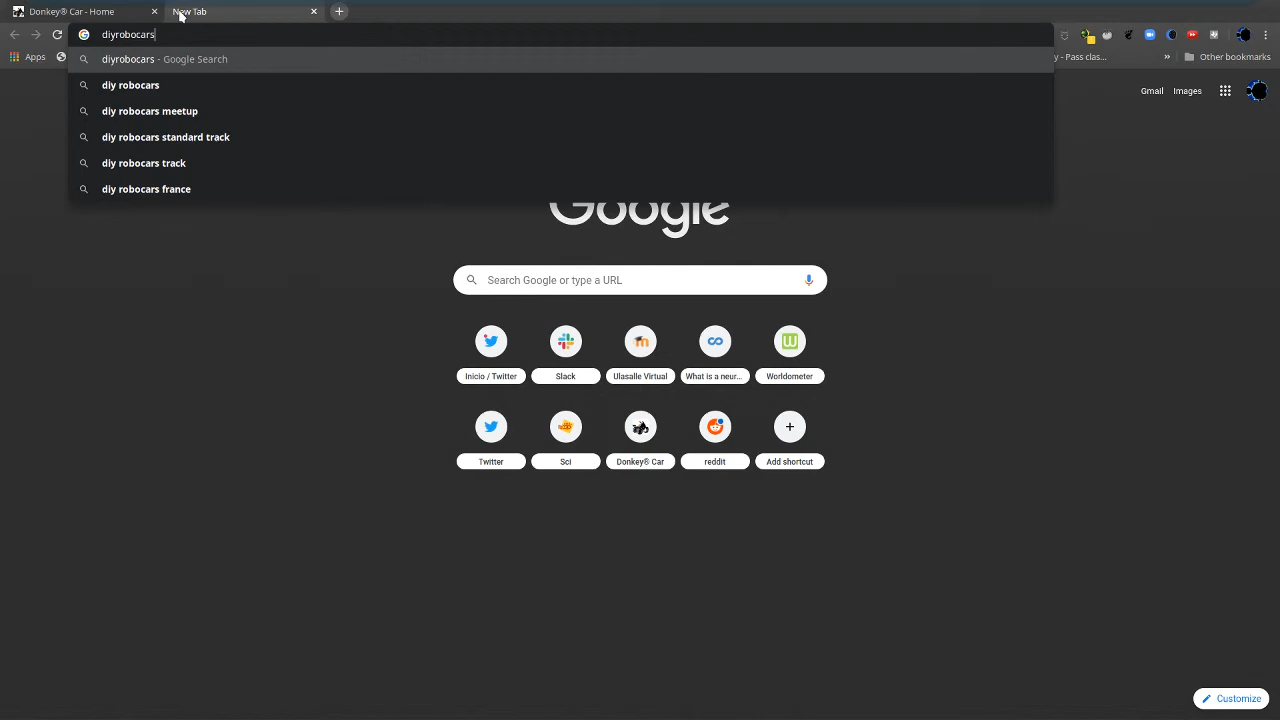 Donkey® Car - Home
New Tab
diyrobocars
diyrobocars - Google Search
Apps
y - Pass clas...
»
Other bookmarks
diy robocars
diy robocars meetup
diy robocars standard track
diy robocars track
diy robocars france
Gmail
Images
Google
Search Google or type a URL
Inicio / Twitter
Slack
Ulasalle Virtual
What is a neur...
Worldometer
Twitter
Sci
Donkey® Car
reddit
Add shortcut
Customize